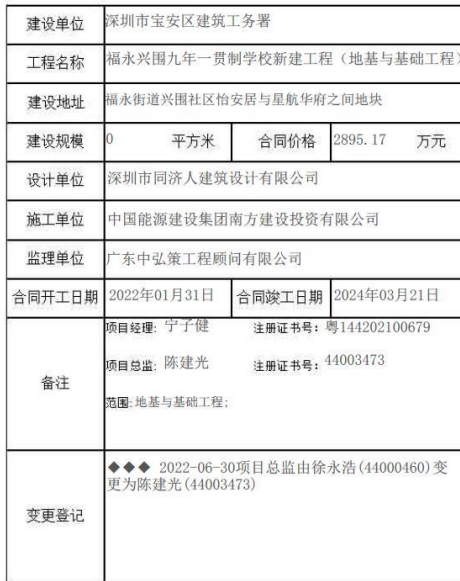 建设单位 深圳市宝安区建筑工务署
工程名称 福永兴围九年一贯制学校新建工程（地基与基础工程）
建设地址 福永街道兴围社区怡安居与星航华府之间地块
建设规模 0 平方米 合同价格 2895.17 万元
设计单位 深圳市同济人建筑设计有限公司
施工单位 中国能源建设集团南方建设投资有限公司
监理单位 广东中弘策工程顾问有限公司
合同开工日期 2022年01月31日 合同竣工日期 2024年03月21日
项目经理: 宁子健 注册证书号: 粤144202100679
备注 项目总监: 陈建光 注册证书号: 44003473
范围:地基与基础工程;
◆◆◆ 2022-06-30项目总监由徐永浩(44000460)变
更为陈建光(44003473)
变更登记